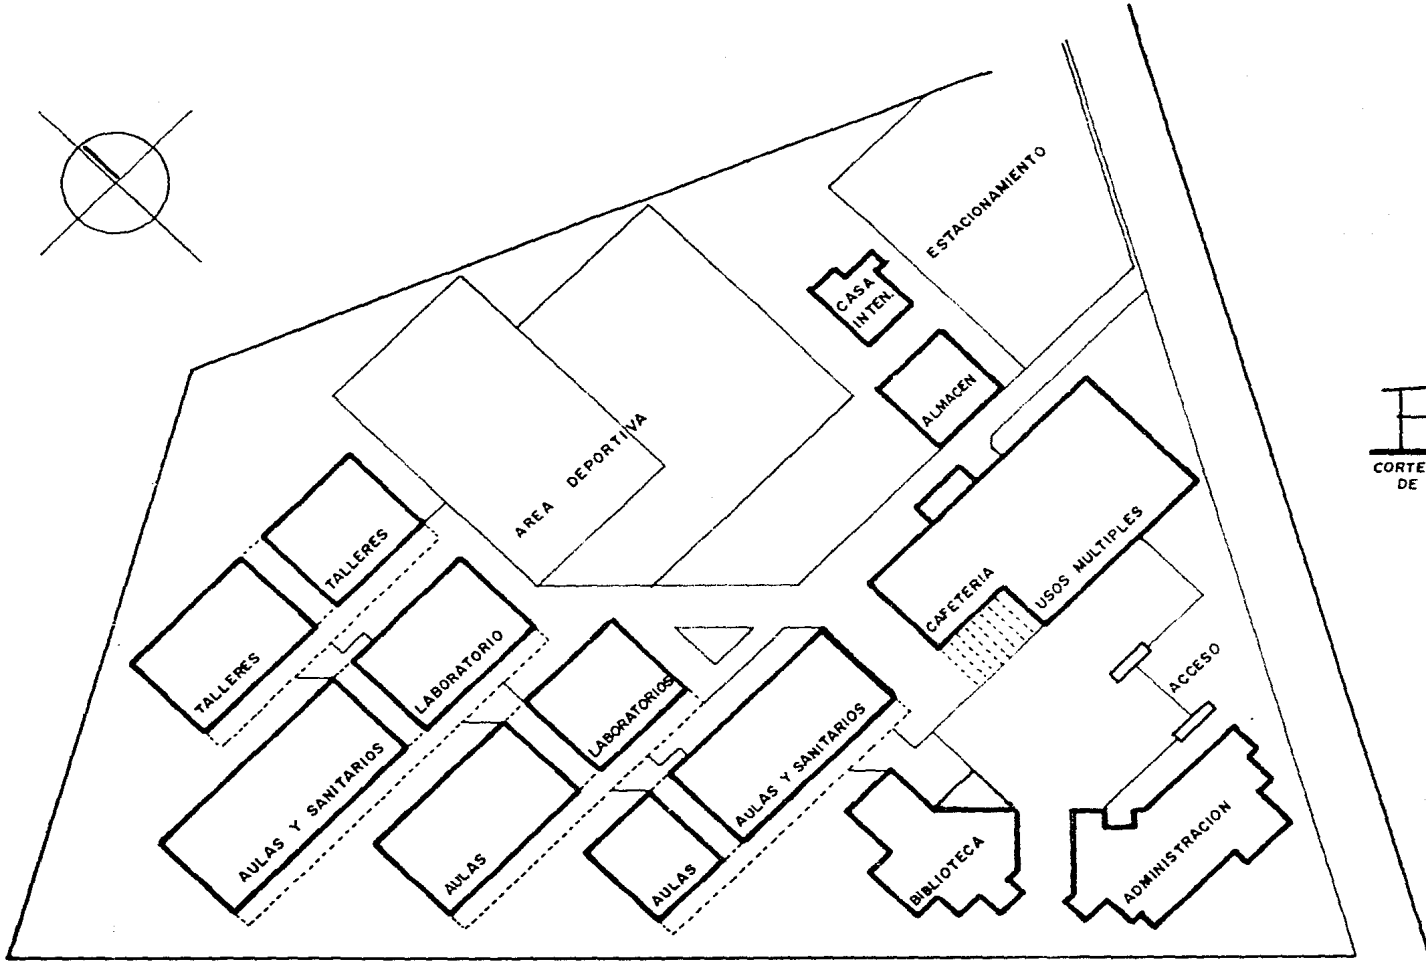 ESTACIONAMIENTO
CASA
INTEN.
ALMACEN
AREA DEPORTIVA
CORTE
DE
TALLERES
TALLERES
LABORATORIO
LABORATORIOS
CAFETERIA
USOS MULTIPLES
ACCESO
AULAS Y SANITARIOS
AULAS
AULAS
AULAS Y SANITARIOS
BIBLIOTECA
ADMINISTRACION